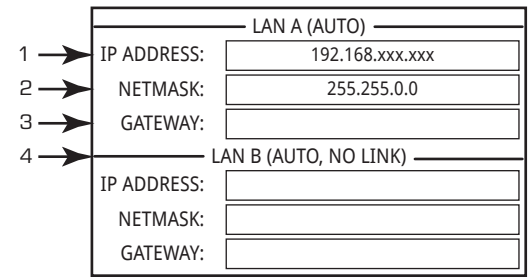 LAN A (AUTO)
1 IP ADDRESS: 192.168.xxx.xxx
2 NETMASK: 255.255.0.0
3 GATEWAY:
4 LAN B (AUTO, NO LINK)
IP ADDRESS:
NETMASK:
GATEWAY: